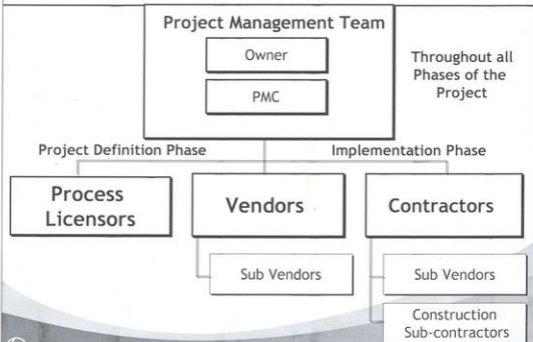 Project Management Team
Owner
PMC
Throughout all
Phases of the
Project
Project Definition Phase
Implementation Phase
Process
Licensors
Vendors
Contractors
Sub Vendors
Sub Vendors
Construction
Sub-contractors